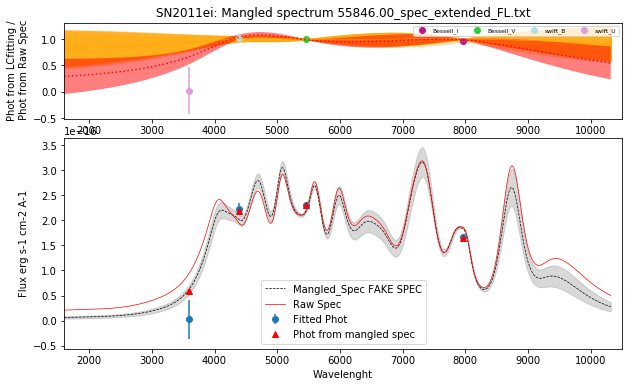 SN2011ei: Mangled spectrum 55846.00_spec_extended_FL.txt
Phot from LCfitting /
Phot from Raw Spec
1.0
0.5
0.0
−0.5
Bessell_I
Bessell_V
swift_B
swift_U
2000 3000 4000 5000 6000 7000 8000 9000 10000
1e−16
Flux erg s-1 cm-2 A-1
3.5
3.0
2.5
2.0
1.5
1.0
0.5
0.0
−0.5
Mangled_Spec FAKE SPEC
Raw Spec
Fitted Phot
Phot from mangled spec
2000 3000 4000 5000 6000 7000 8000 9000 10000
Wavelenght